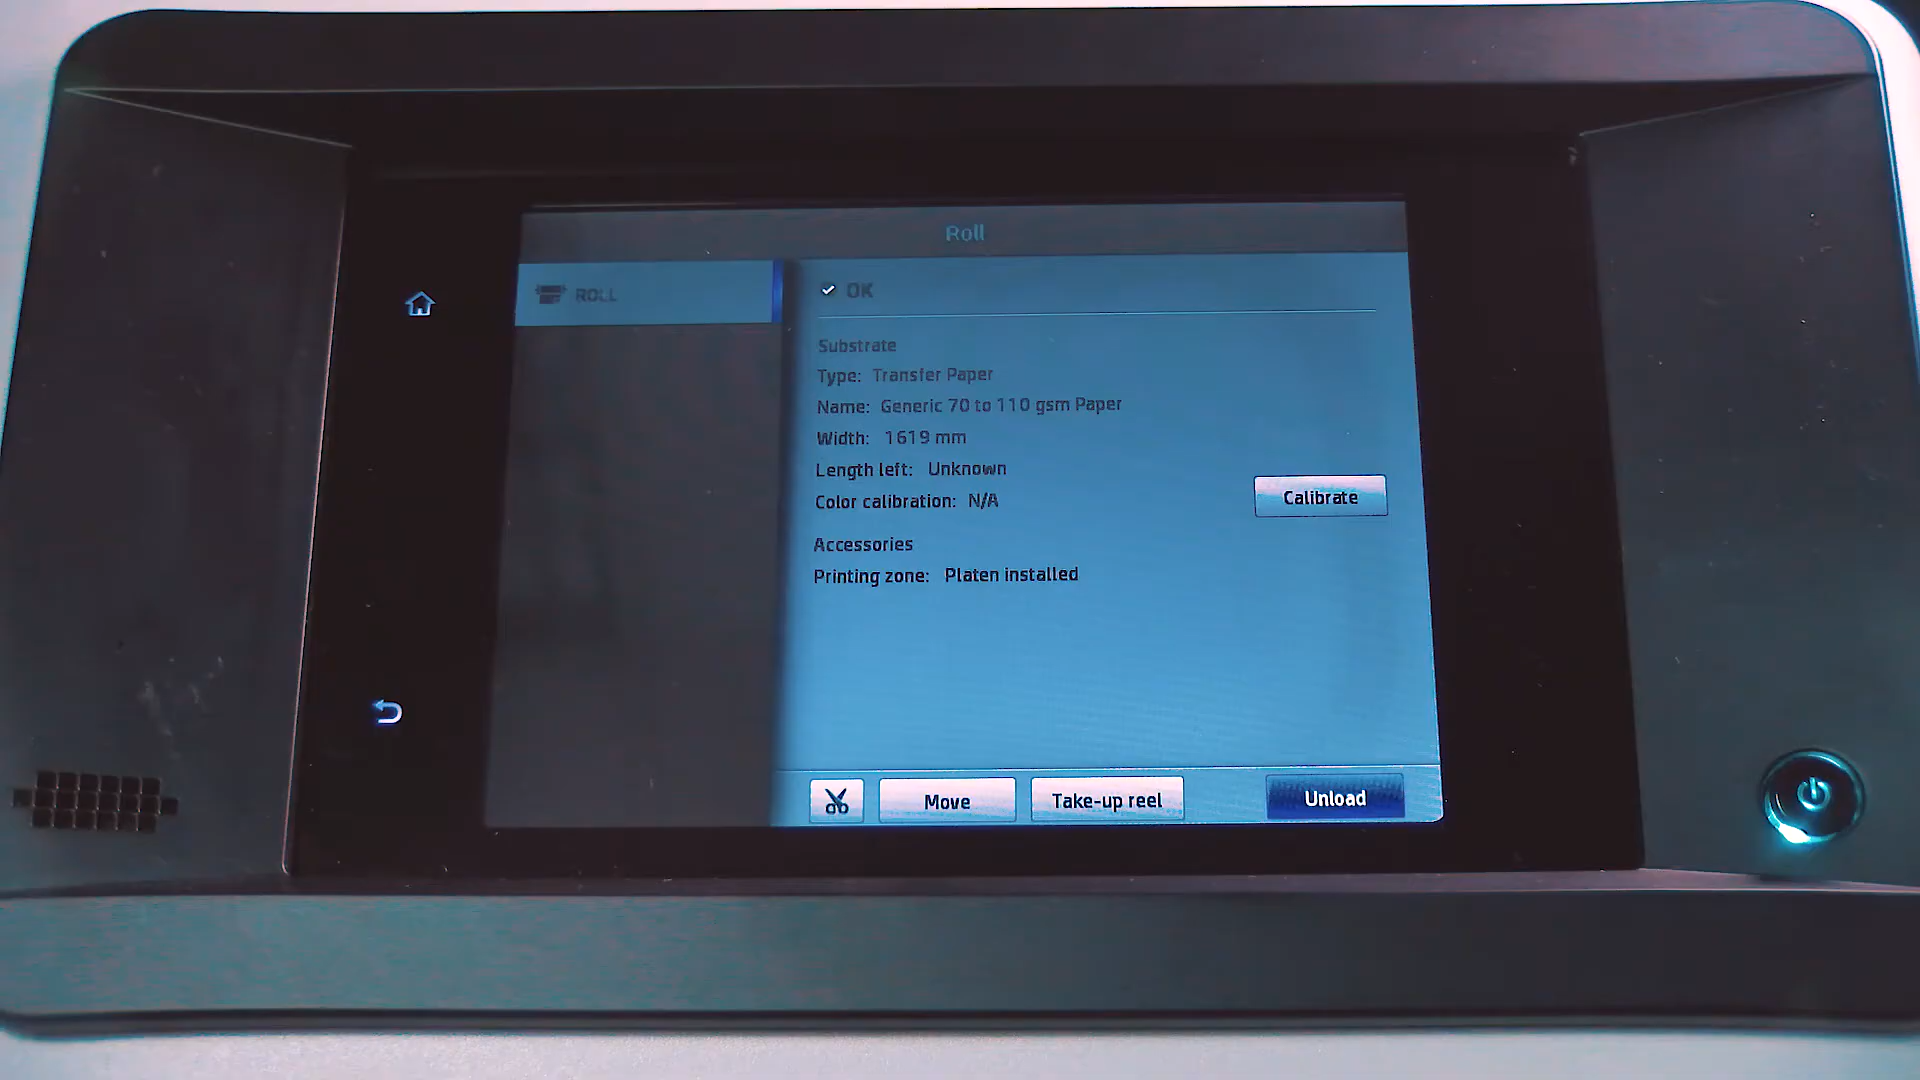 Roll
ROLL
OK
Substrate
Type: Transfer Paper
Name: Generic 70 to 110 gsm Paper
Width: 1619 mm
Length left: Unknown
Color calibration: N/A
Calibrate
Accessories
Printing zone: Platen installed
Move
Take-up reel
Unload